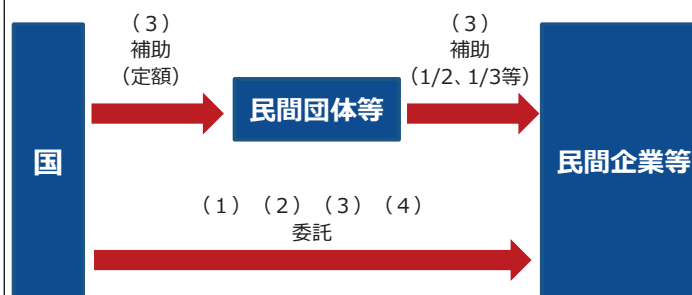 （３）
補助
（定額）
（３）
補助
（1/2、1/3等）
民間団体等
国
民間企業等
（１）（２）（３）（４）
委託